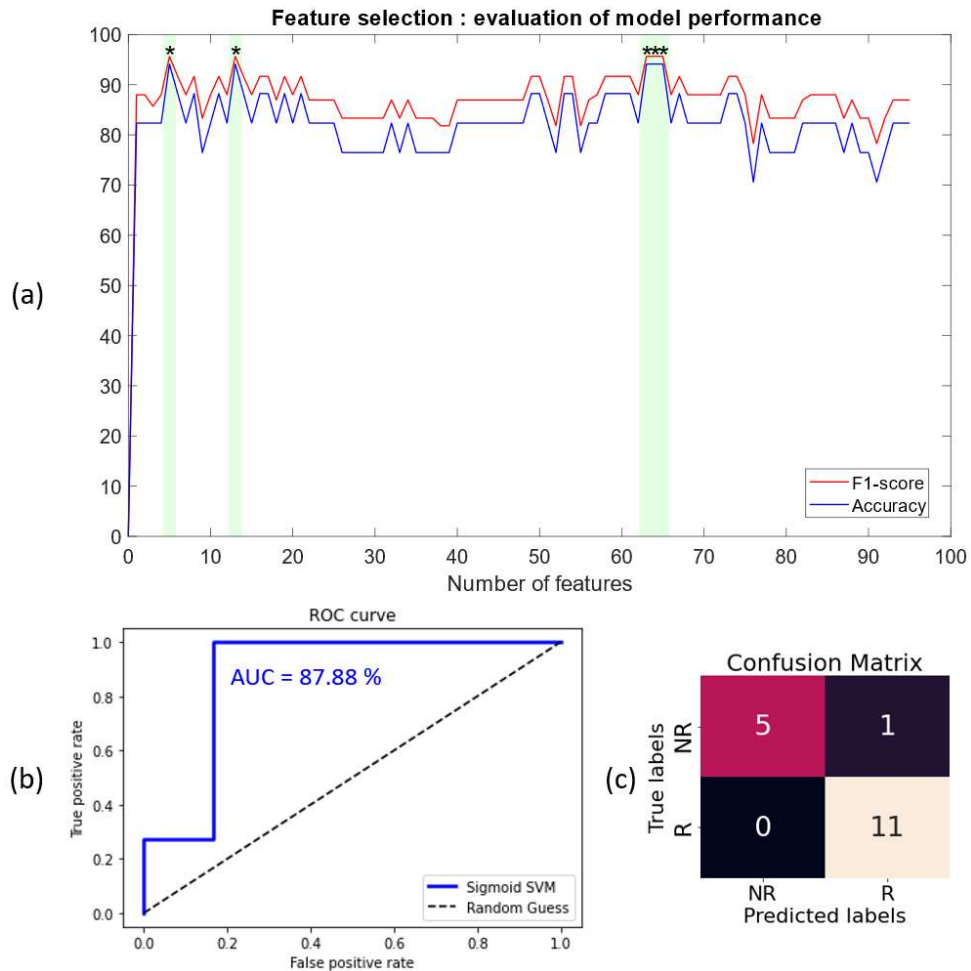 Feature selection : evaluation of model performance
100
90
80
70
60
50
40
30
20
10
0
* * ***
(a)
F1-score
Accuracy
0 10 20 30 40 50 60 70 80 90 100
Number of features
ROC curve
1.0
0.8
0.6
0.4
0.2
0.0
True positive rate
AUC = 87.88 %
(b)
Sigmoid SVM
Random Guess
0.0 0.2 0.4 0.6 0.8 1.0
False positive rate
Confusion Matrix
(c)
True labels
NR
R
5 1
0 11
NR R
Predicted labels